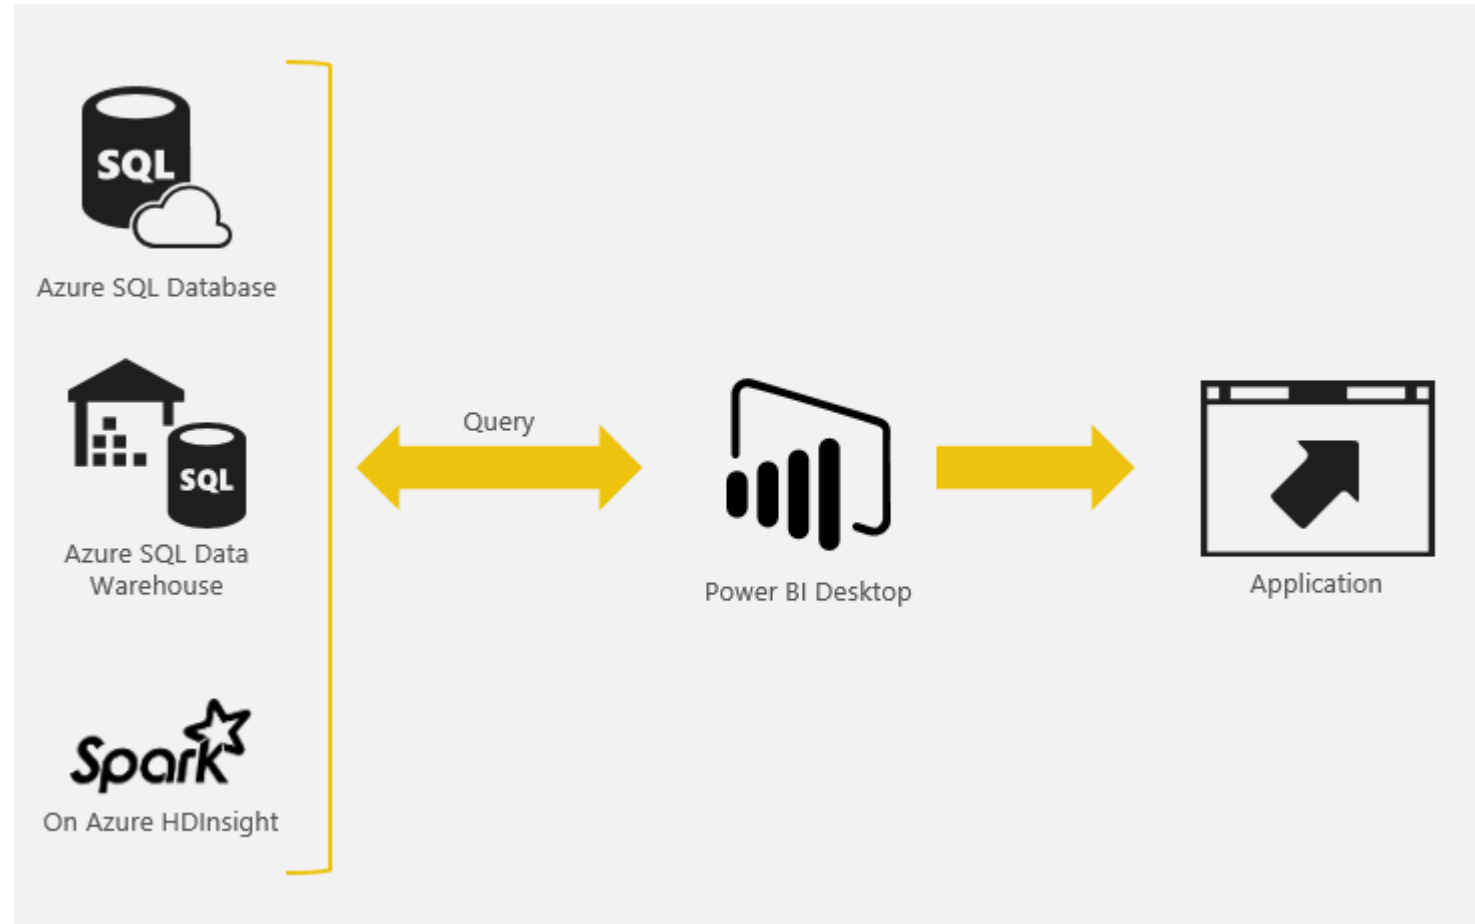 SQL
Azure SQL Database
SQL
Azure SQL Data
Warehouse
Spark
On Azure HDInsight
Query
Power BI Desktop
Application